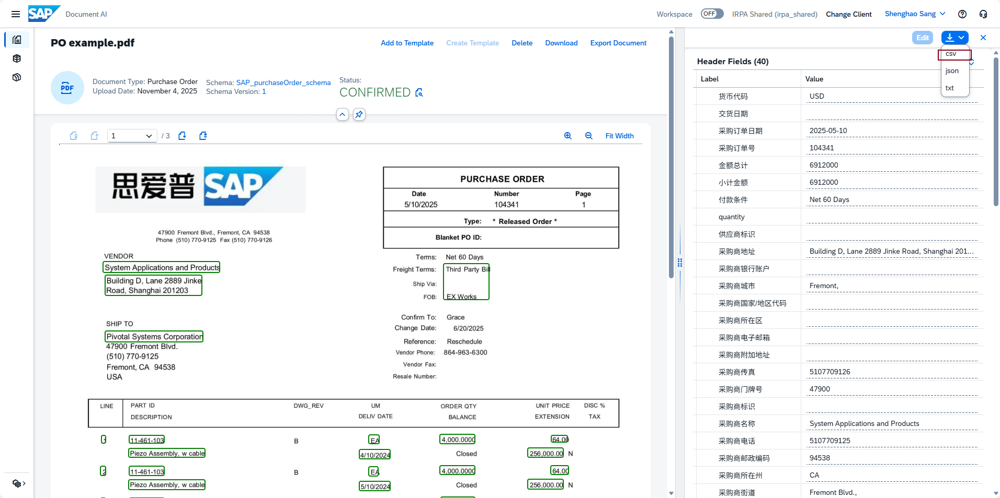 SAP Document AI
Workspace OFF IRPA Shared (irpa_shared) Change Client Shenghao Sang
PO example.pdf
Add to Template Create Template Delete Download Export Document
PDF
Document Type: Purchase Order
Upload Date: November 4, 2025
Schema: SAP_purchaseOrder_schema
Schema Version: 1
Status:
CONFIRMED
1 / 3
Fit Width
思爱普 SAP
47900 Fremont Blvd., Fremont, CA 94538
Phone (510) 770-9125 Fax (510) 770-9126
PURCHASE ORDER
Date Number Page
5/10/2025 104341 1
Type: * Released Order *
Blanket PO ID:
VENDOR
System Applications and Products
Building D, Lane 2889 Jinke
Road, Shanghai 201203
Terms: Net 60 Days
Freight Terms: Third Party Bill
Ship Via:
FOB: EX Works
SHIP TO
Pivotal Systems Corporation
47900 Fremont Blvd.
(510) 770-9125
Fremont, CA 94538
USA
Confirm To: Grace
Change Date: 6/20/2025
Reference: Reschedule
Vendor Phone: 864-963-6300
Vendor Fax:
Resale Number:
LINE PART ID DWG_REV UM ORDER QTY UNIT PRICE DISC %
DESCRIPTION DELIV DATE BALANCE EXTENSION TAX
1 11-461-103 B EA 4,000.0000 64.00
Piezo Assembly, w cable 4/10/2024 Closed 256,000.00 N
2 11-461-103 B EA 4,000.0000 64.00
Piezo Assembly, w cable 5/10/2024 Closed 256,000.00 N
Edit
csv
json
txt
Header Fields (40)
Label Value
货币代码 USD
交货日期
采购订单日期 2025-05-10
采购订单号 104341
金额总计 6912000
小计金额 6912000
付款条件 Net 60 Days
quantity
供应商标识
采购商地址 Building D, Lane 2889 Jinke Road, Shanghai 201...
采购商银行账户
采购商城市 Fremont,
采购商国家/地区代码
采购商所在区
采购商电子邮箱
采购商附加地址
采购商传真 5107709126
采购商门牌号 47900
采购商标识
采购商名称 System Applications and Products
采购商电话 5107709125
采购商邮政编码 94538
采购商所在州 CA
采购商街道 Fremont Blvd.,